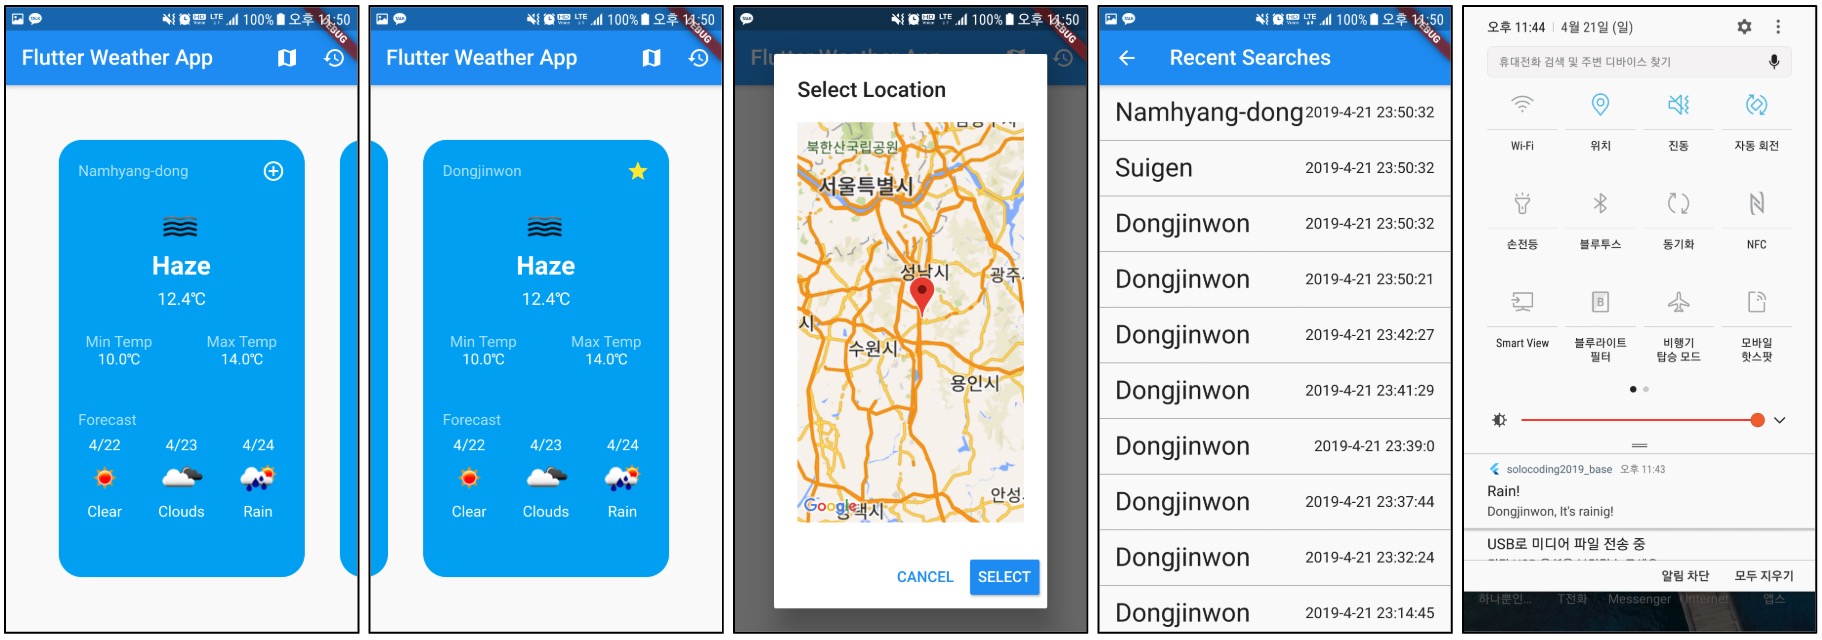 100% 오후 11:50
DEBUG
Flutter Weather App
Namhyang-dong
Haze
12.4℃
Min Temp
Max Temp
10.0℃
14.0℃
Forecast
4/22
4/23
4/24
Clear
Clouds
Rain
100% 오후 11:50
DEBUG
Flutter Weather App
Dongjinwon
Haze
12.4℃
Min Temp
Max Temp
10.0℃
14.0℃
Forecast
4/22
4/23
4/24
Clear
Clouds
Rain
LTE 100% 오후 11:50
DEBUG
Flutter Weather App
Select Location
북한산국립공원
서울특별시
성남시
광주
시
수원시
용인시
안성
Google
CANCEL
SELECT
LTE 100% 오후 11:50
DEBUG
Recent Searches
Namhyang-dong 2019-4-21 23:50:32
Suigen 2019-4-21 23:50:32
Dongjinwon 2019-4-21 23:50:32
Dongjinwon 2019-4-21 23:50:21
Dongjinwon 2019-4-21 23:42:27
Dongjinwon 2019-4-21 23:41:29
Dongjinwon 2019-4-21 23:39:0
Dongjinwon 2019-4-21 23:37:44
Dongjinwon 2019-4-21 23:32:24
Dongjinwon 2019-4-21 23:14:45
오후 11:44 | 4월 21일 (일)
휴대전화 검색 및 주변 디바이스 찾기
Wi-Fi
위치
진동
자동 회전
손전등
블루투스
동기화
NFC
Smart View
블루라이트
필터
비행기
탑승 모드
모바일
핫스팟
solocoding2019_base 오후 11:43
Rain!
Dongjinwon, It's rainig!
USB로 미디어 파일 전송 중
알림 차단
모두 지우기
하나뿐인...
T전화
Messenger
Internet
앱스